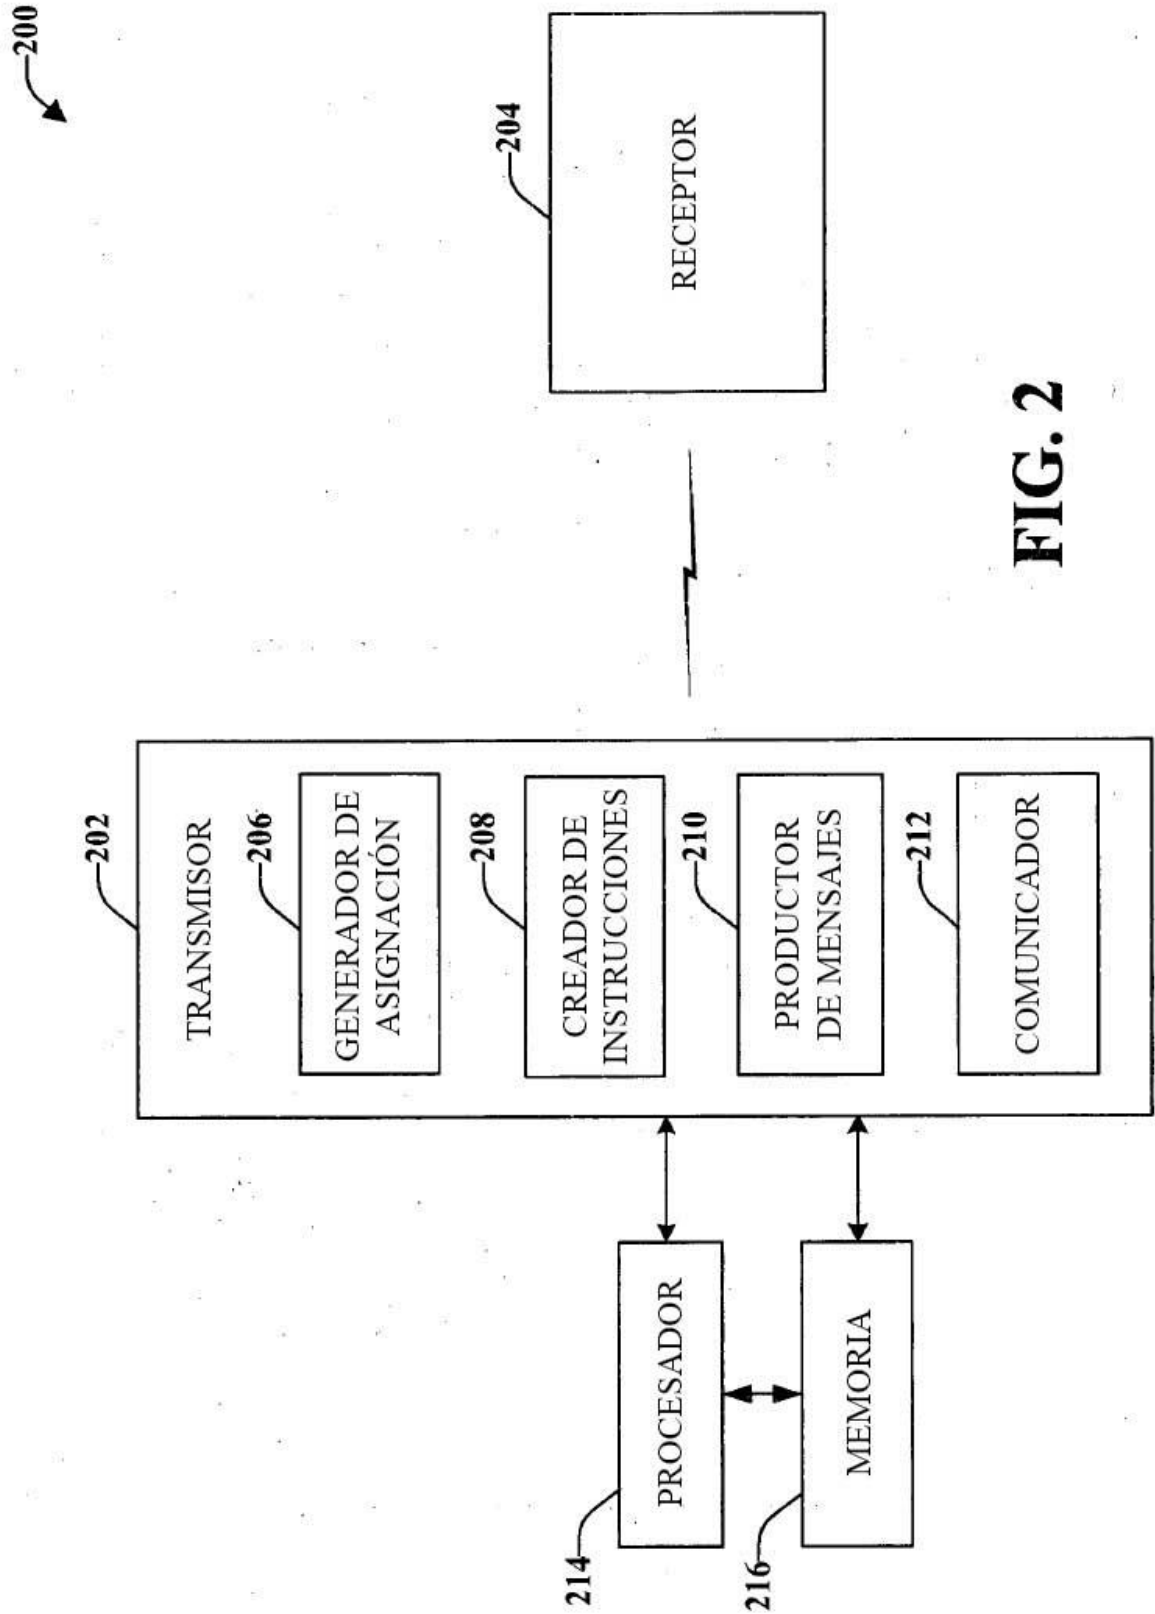 200
202
TRANSMISOR
206
GENERADOR DE
ASIGNACIÓN
208
CREADOR DE
INSTRUCCIONES
210
PRODUCTOR
DE MENSAJES
212
COMUNICADOR
204
RECEPTOR
214
PROCESADOR
216
MEMORIA
FIG. 2